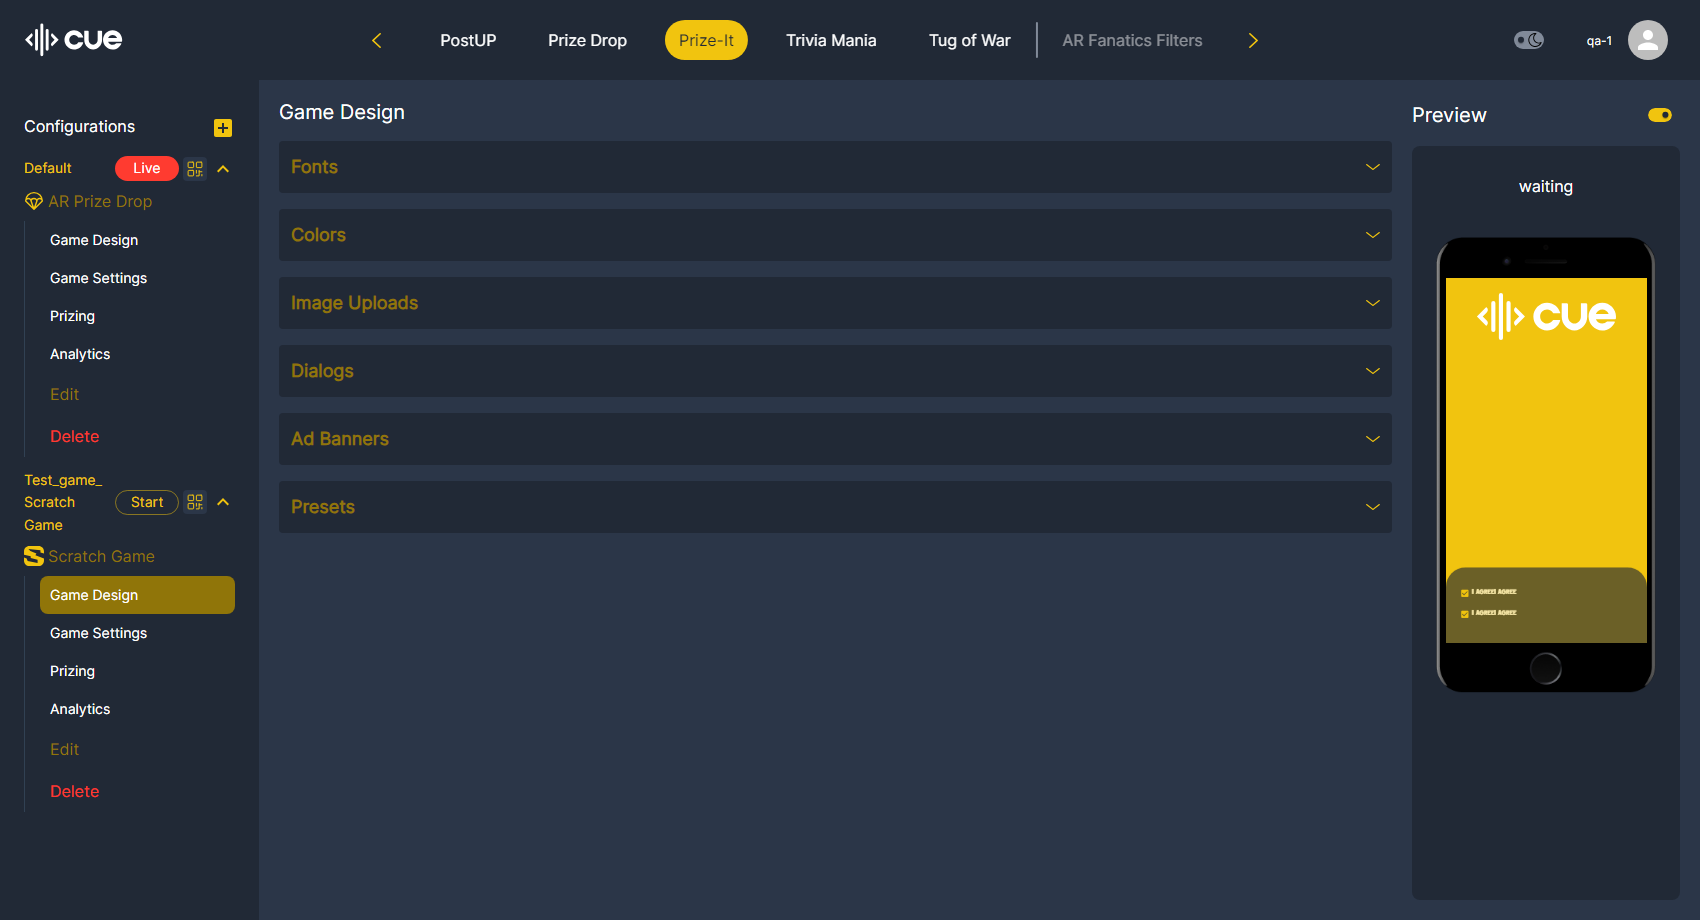 cue
PostUP
Prize Drop
Prize-It
Trivia Mania
Tug of War
AR Fanatics Filters
qa-1
Configurations
Default
Live
AR Prize Drop
Game Design
Game Settings
Prizing
Analytics
Edit
Delete
Test_game_
Scratch
Game
Start
Scratch Game
Game Design
Game Settings
Prizing
Analytics
Edit
Delete
Game Design
Fonts
Colors
Image Uploads
Dialogs
Ad Banners
Presets
Preview
waiting
cue
I AGREEI AGREE
I AGREEI AGREE